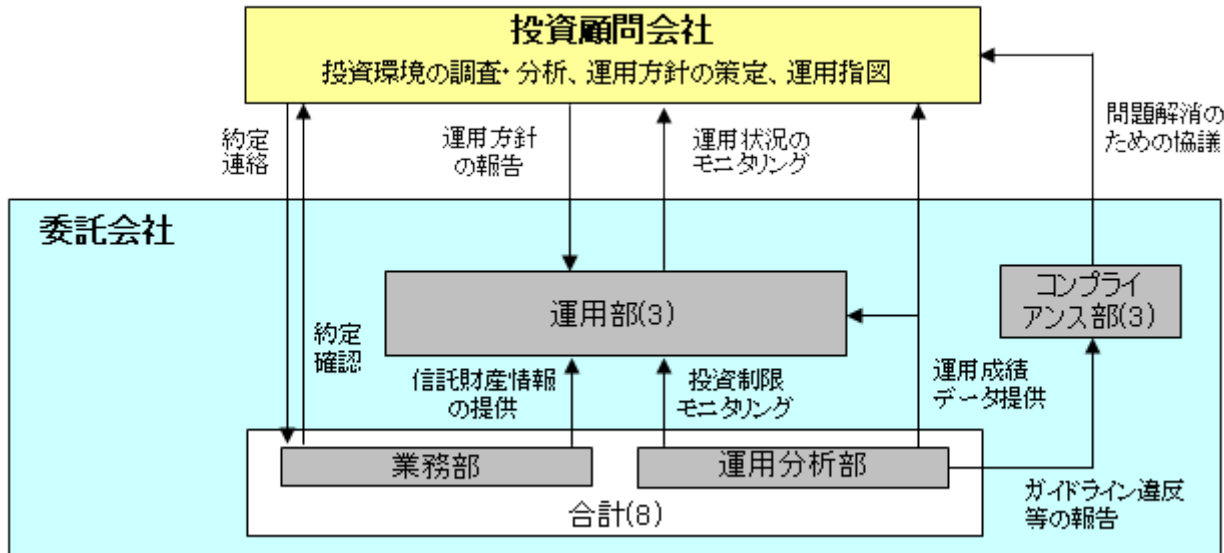 投資顧問会社
投資環境の調査・分析、運用方針の策定、運用指図
約定
連絡
運用方針
の報告
運用状況の
モニタリング
問題解消の
ための協議
委託会社
運用部(3)
コンプライ
アンス部(3)
約定
確認
信託財産情報
の提供
投資制限
モニタリング
運用成績
データ提供
業務部
運用分析部
合計(8)
ガイドライン違反
等の報告